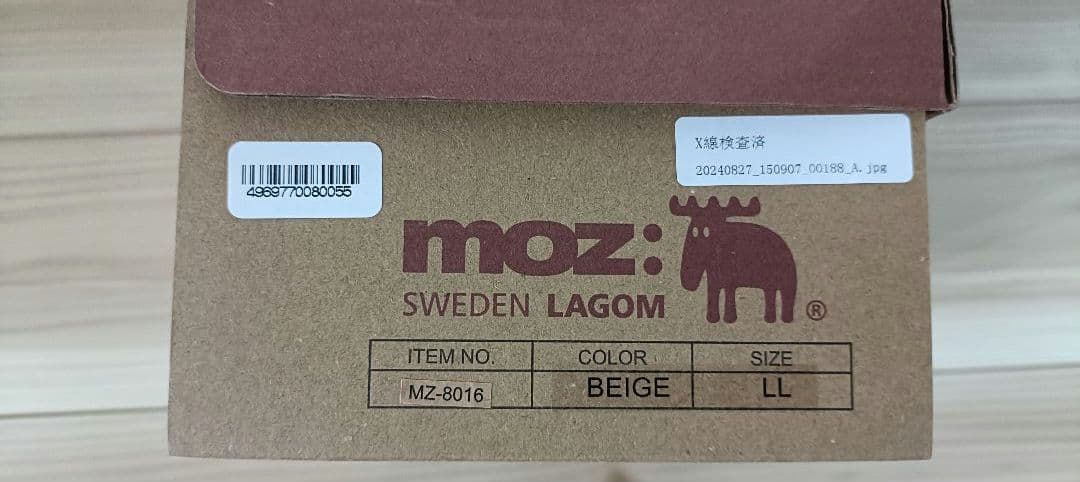 4969770080055
X線検査済
20240827_150907_00188_A.jpg
moz:
SWEDEN LAGOM
®
ITEM NO. COLOR SIZE
MZ-8016 BEIGE LL